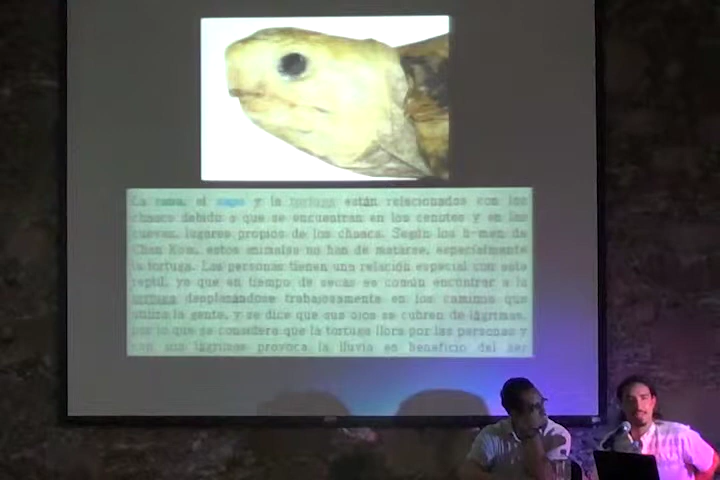 La rana, el sapo y la tortuga están relacionados con los
chaacs debido a que se encuentran en los cenotes y en las
cuevas, lugares propios de los chaacs. Según los h-men de
Chan Kom, estos animales no han de matarse, especialmente
la tortuga. Las personas tienen una relación especial con este
reptil, ya que en tiempo de secas es común encontrar a la
tortuga desplazándose trabajosamente en los caminos que
utiliza la gente, y se dice que sus ojos se cubren de lágrimas,
por lo que se considera que la tortuga llora por las personas y
con sus lágrimas provoca la lluvia en beneficio del ser